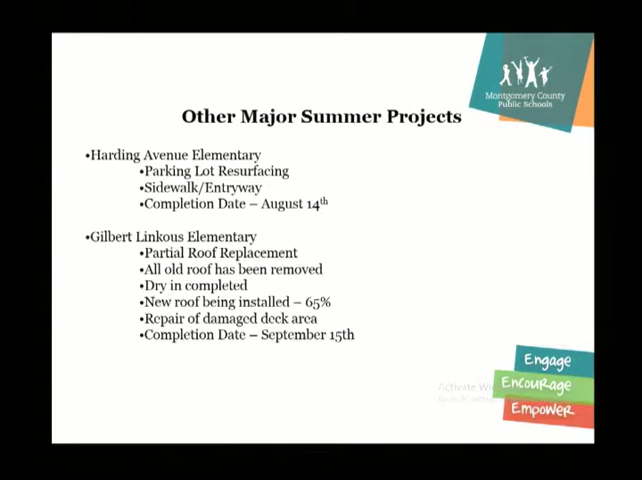 Montgomery County
Public Schools
Other Major Summer Projects
•Harding Avenue Elementary
•Parking Lot Resurfacing
•Sidewalk/Entryway
•Completion Date – August 14th
•Gilbert Linkous Elementary
•Partial Roof Replacement
•All old roof has been removed
•Dry in completed
•New roof being installed – 65%
•Repair of damaged deck area
•Completion Date – September 15th
Engage
Activate
Encourage
Empower